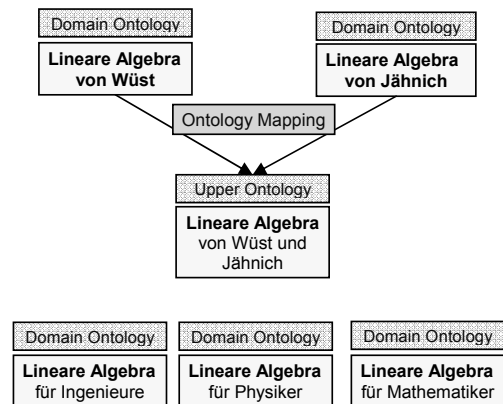 Domain Ontology
Lineare Algebra
von Wüst
Domain Ontology
Lineare Algebra
von Jähnich
Ontology Mapping
Upper Ontology
Lineare Algebra
von Wüst und
Jähnich
Domain Ontology
Lineare Algebra
für Ingenieure
Domain Ontology
Lineare Algebra
für Physiker
Domain Ontology
Lineare Algebra
für Mathematiker